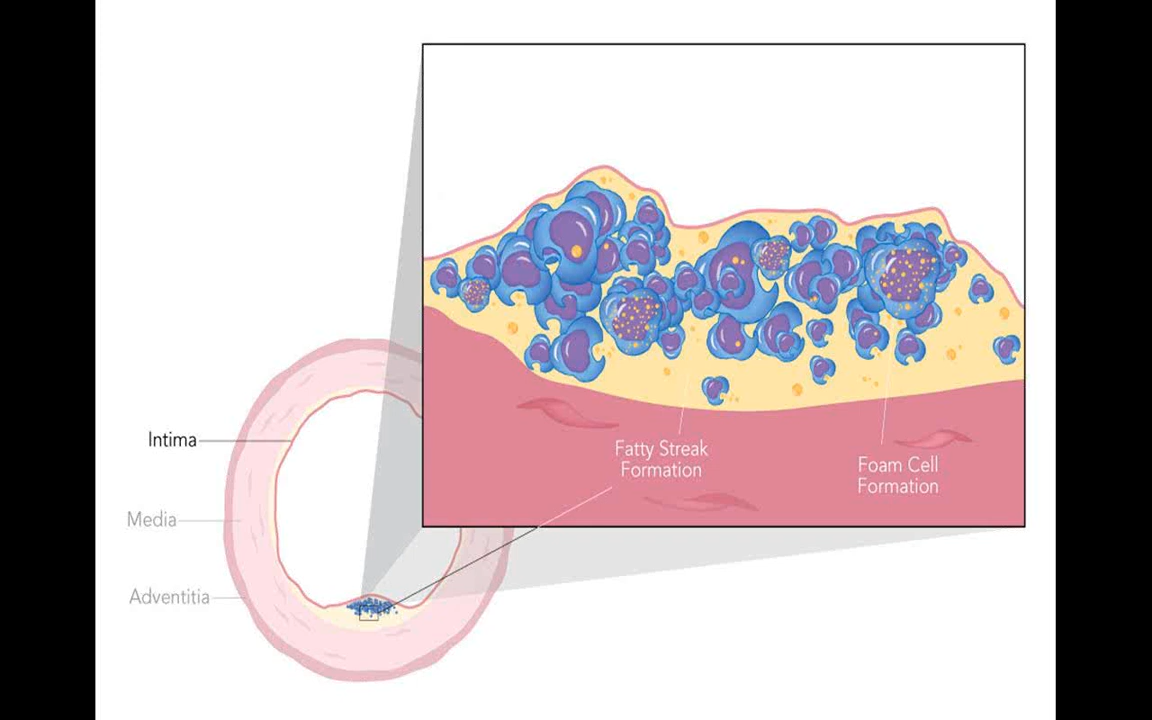 Intima
Media
Adventitia
Fatty Streak
Formation
Foam Cell
Formation